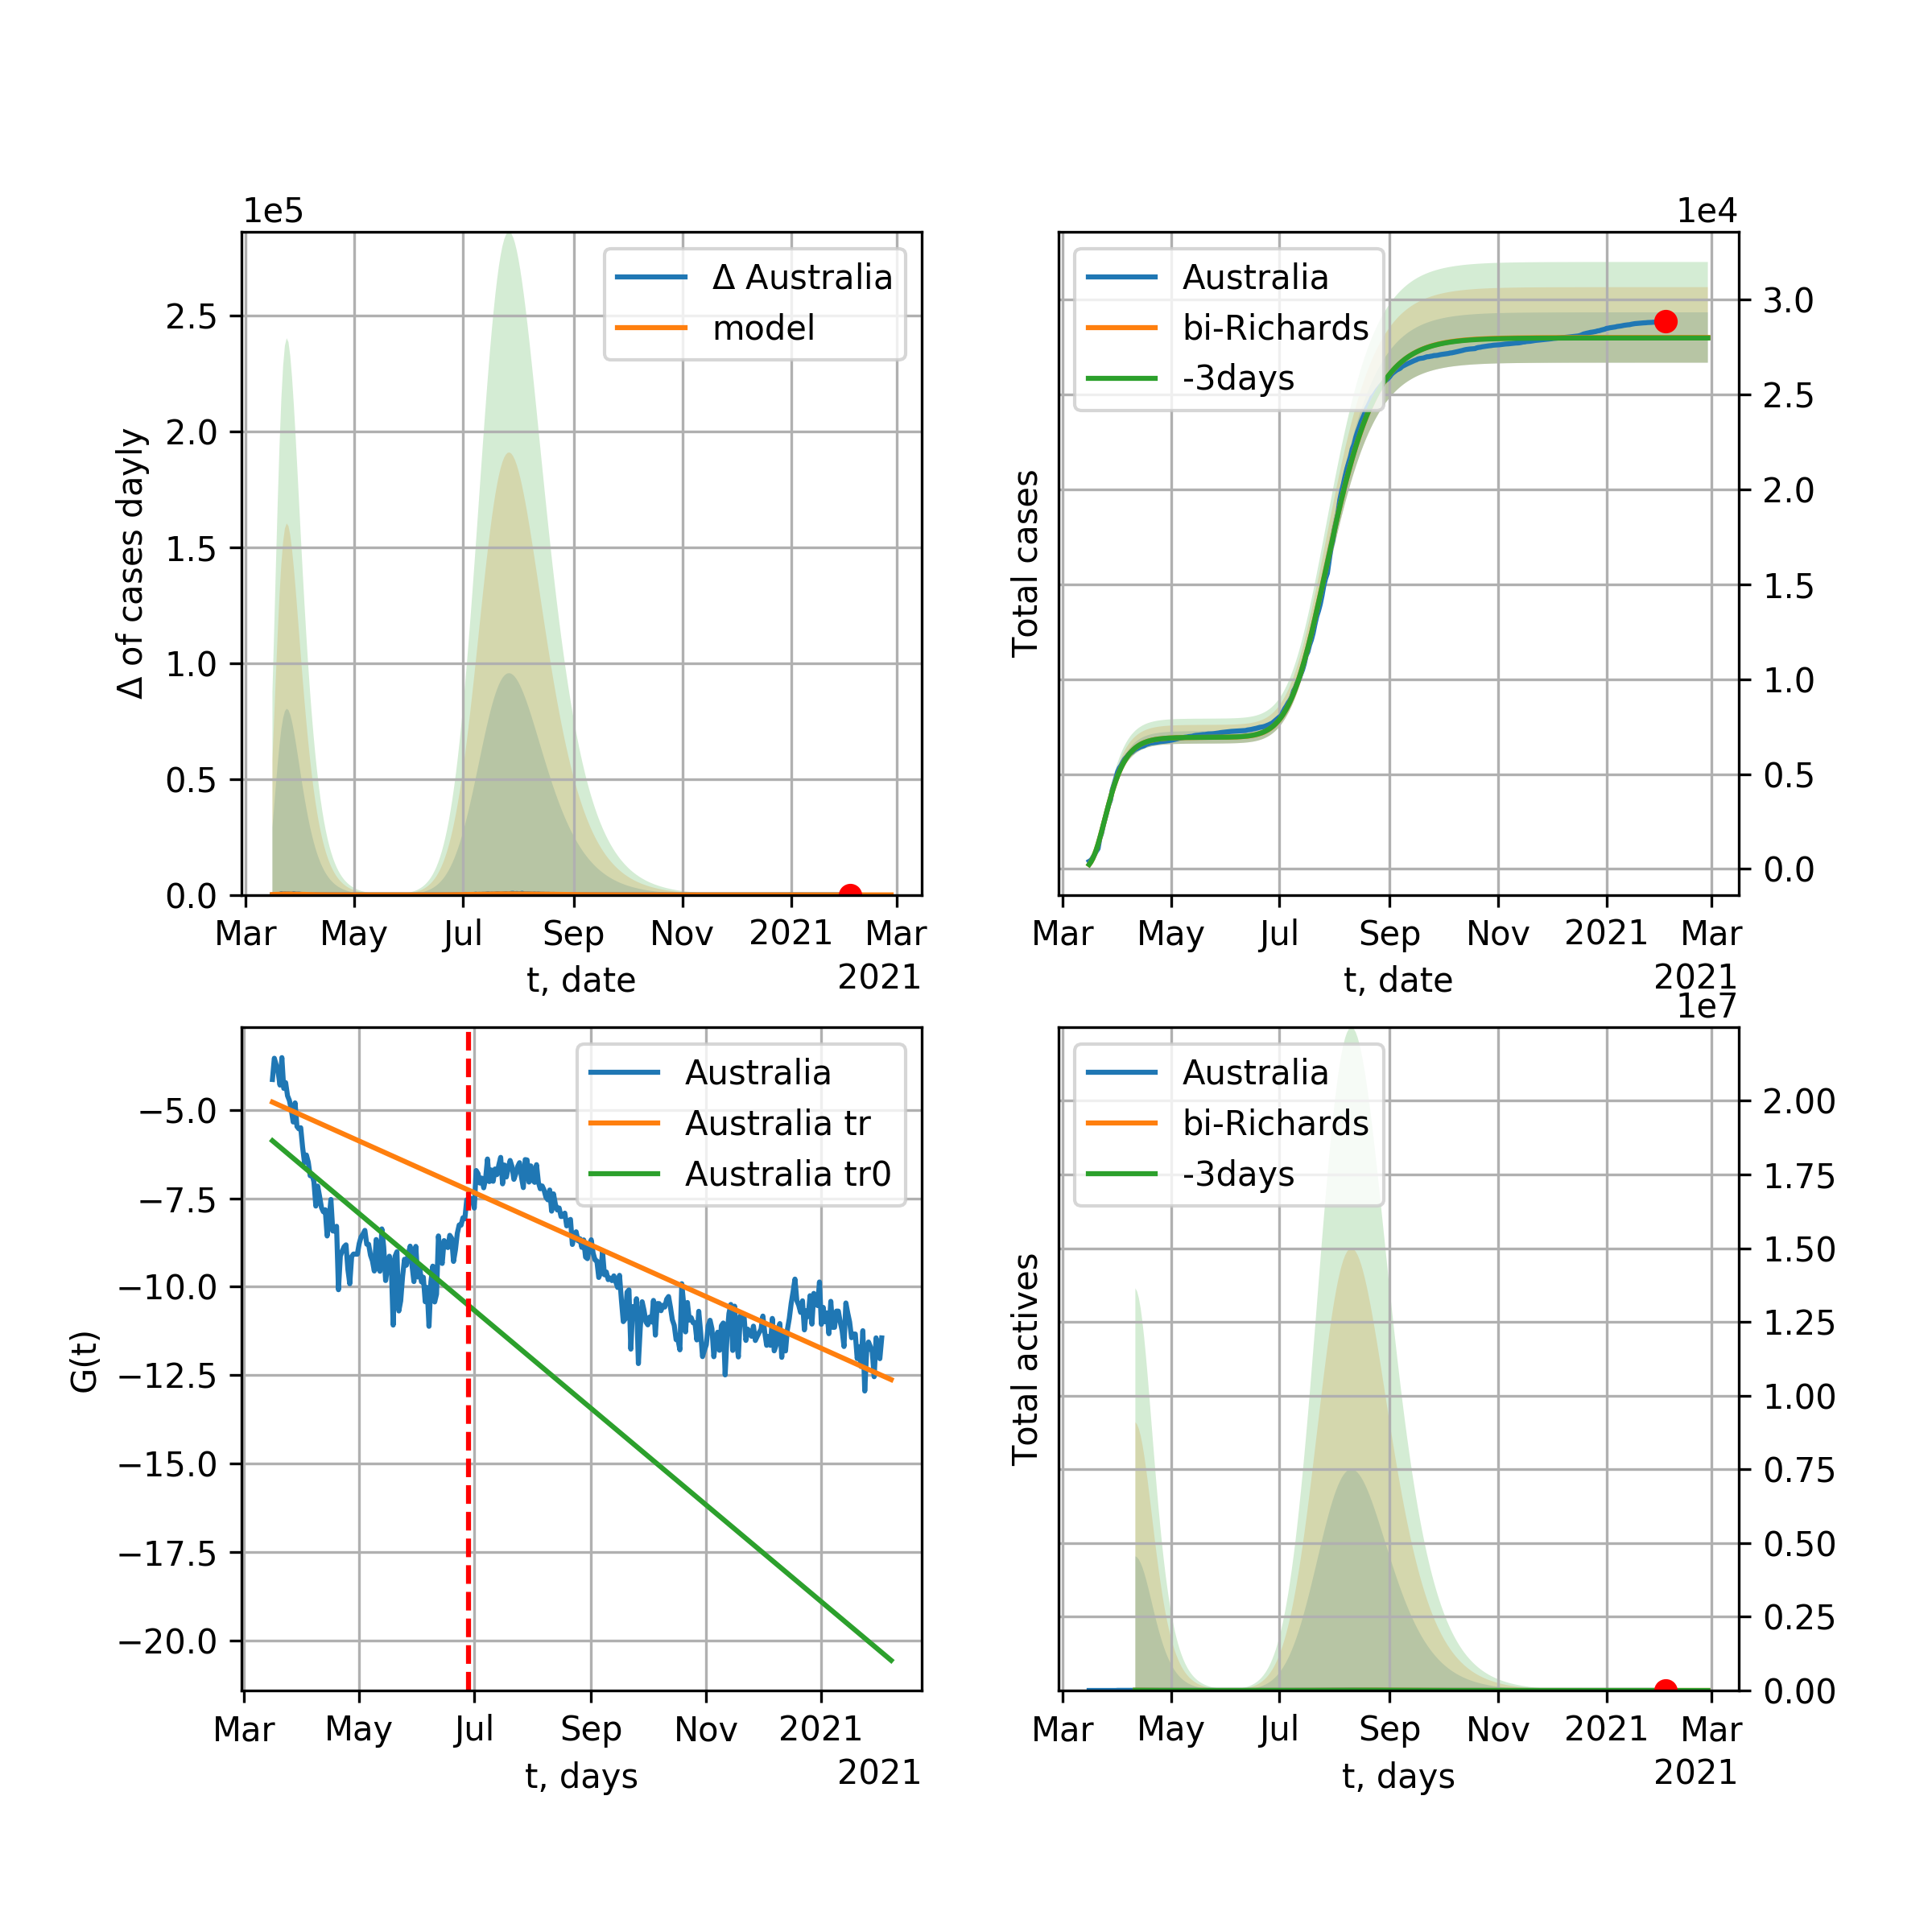 1e5
Δ Australia
model
Δ of cases dayly
2.5
2.0
1.5
1.0
0.5
0.0
Mar May Jul Sep Nov 2021 Mar
t, date
2021
1e4
Australia
bi-Richards
-3days
Total cases
3.0
2.5
2.0
1.5
1.0
0.5
0.0
Mar May Jul Sep Nov 2021 Mar
t, date
2021
Australia
Australia tr
Australia tr0
G(t)
−5.0
−7.5
−10.0
−12.5
−15.0
−17.5
−20.0
Mar May Jul Sep Nov 2021
t, days
2021
1e7
Australia
bi-Richards
-3days
Total actives
2.00
1.75
1.50
1.25
1.00
0.75
0.50
0.25
0.00
Mar May Jul Sep Nov 2021 Mar
t, days
2021